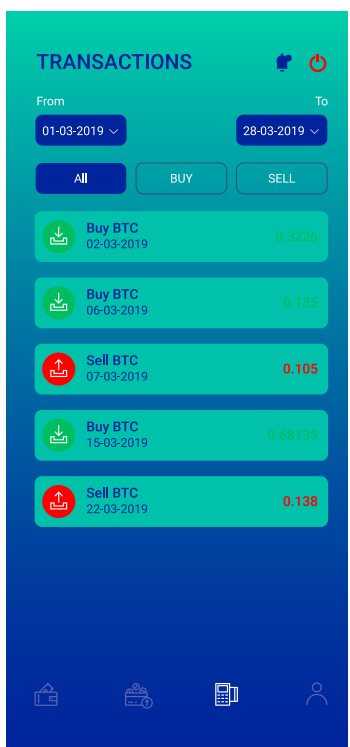 TRANSACTIONS
From To
01-03-2019 28-03-2019
All BUY SELL
Buy BTC
02-03-2019
0.3226
Buy BTC
06-03-2019
0.135
Sell BTC
07-03-2019
0.105
Buy BTC
15-03-2019
0.68135
Sell BTC
22-03-2019
0.138